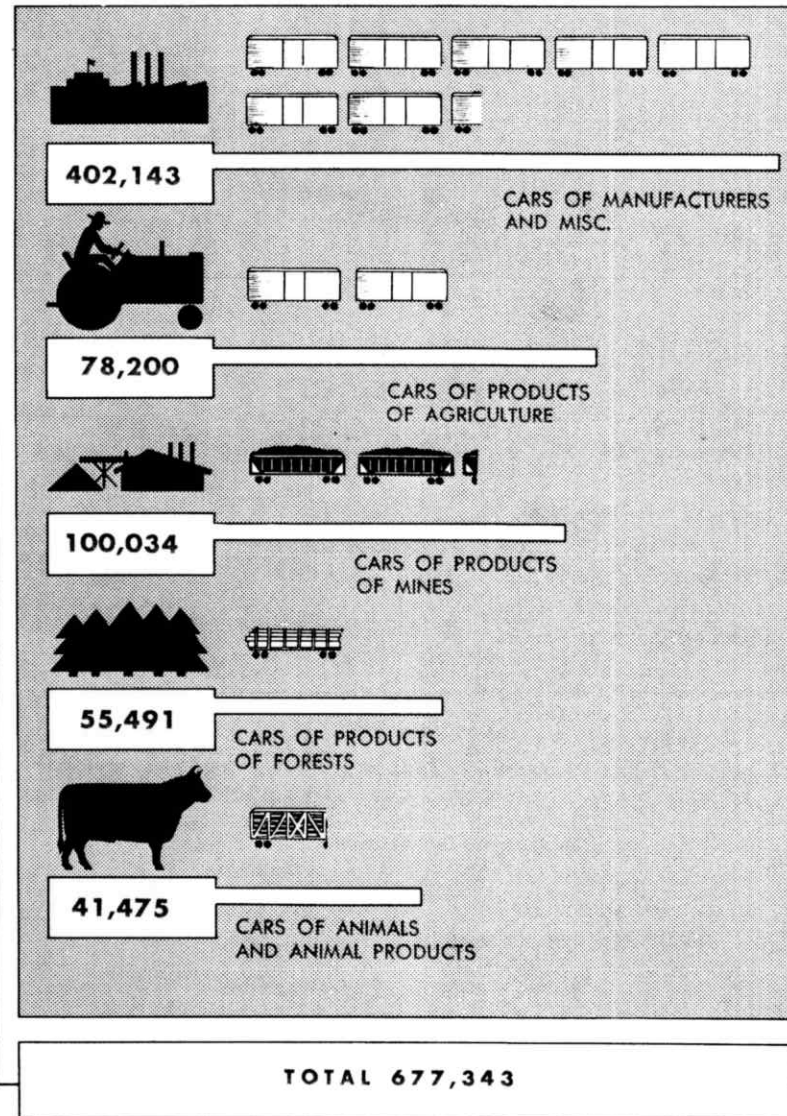 402,143
CARS OF MANUFACTURERS
AND MISC.
78,200
CARS OF PRODUCTS
OF AGRICULTURE
100,034
CARS OF PRODUCTS
OF MINES
55,491
CARS OF PRODUCTS
OF FORESTS
41,475
CARS OF ANIMALS
AND ANIMAL PRODUCTS
TOTAL 677,343